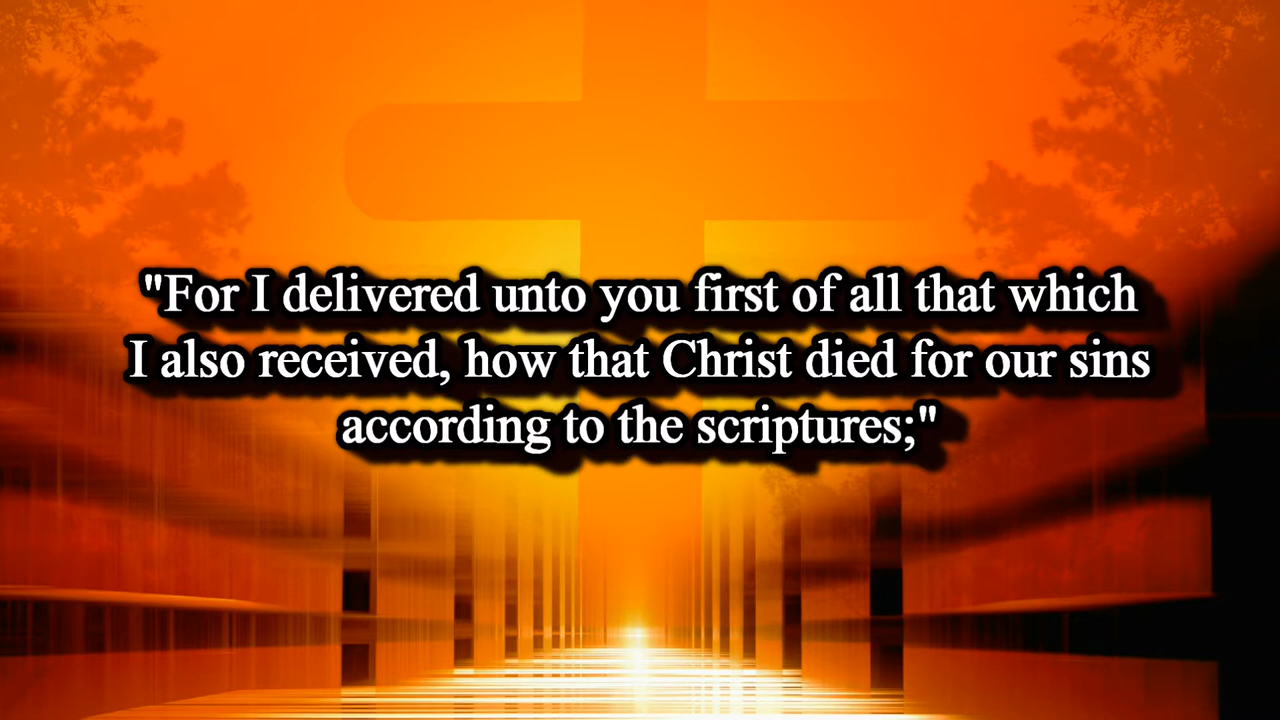 "For I delivered unto you first of all that which
I also received, how that Christ died for our sins
according to the scriptures;"